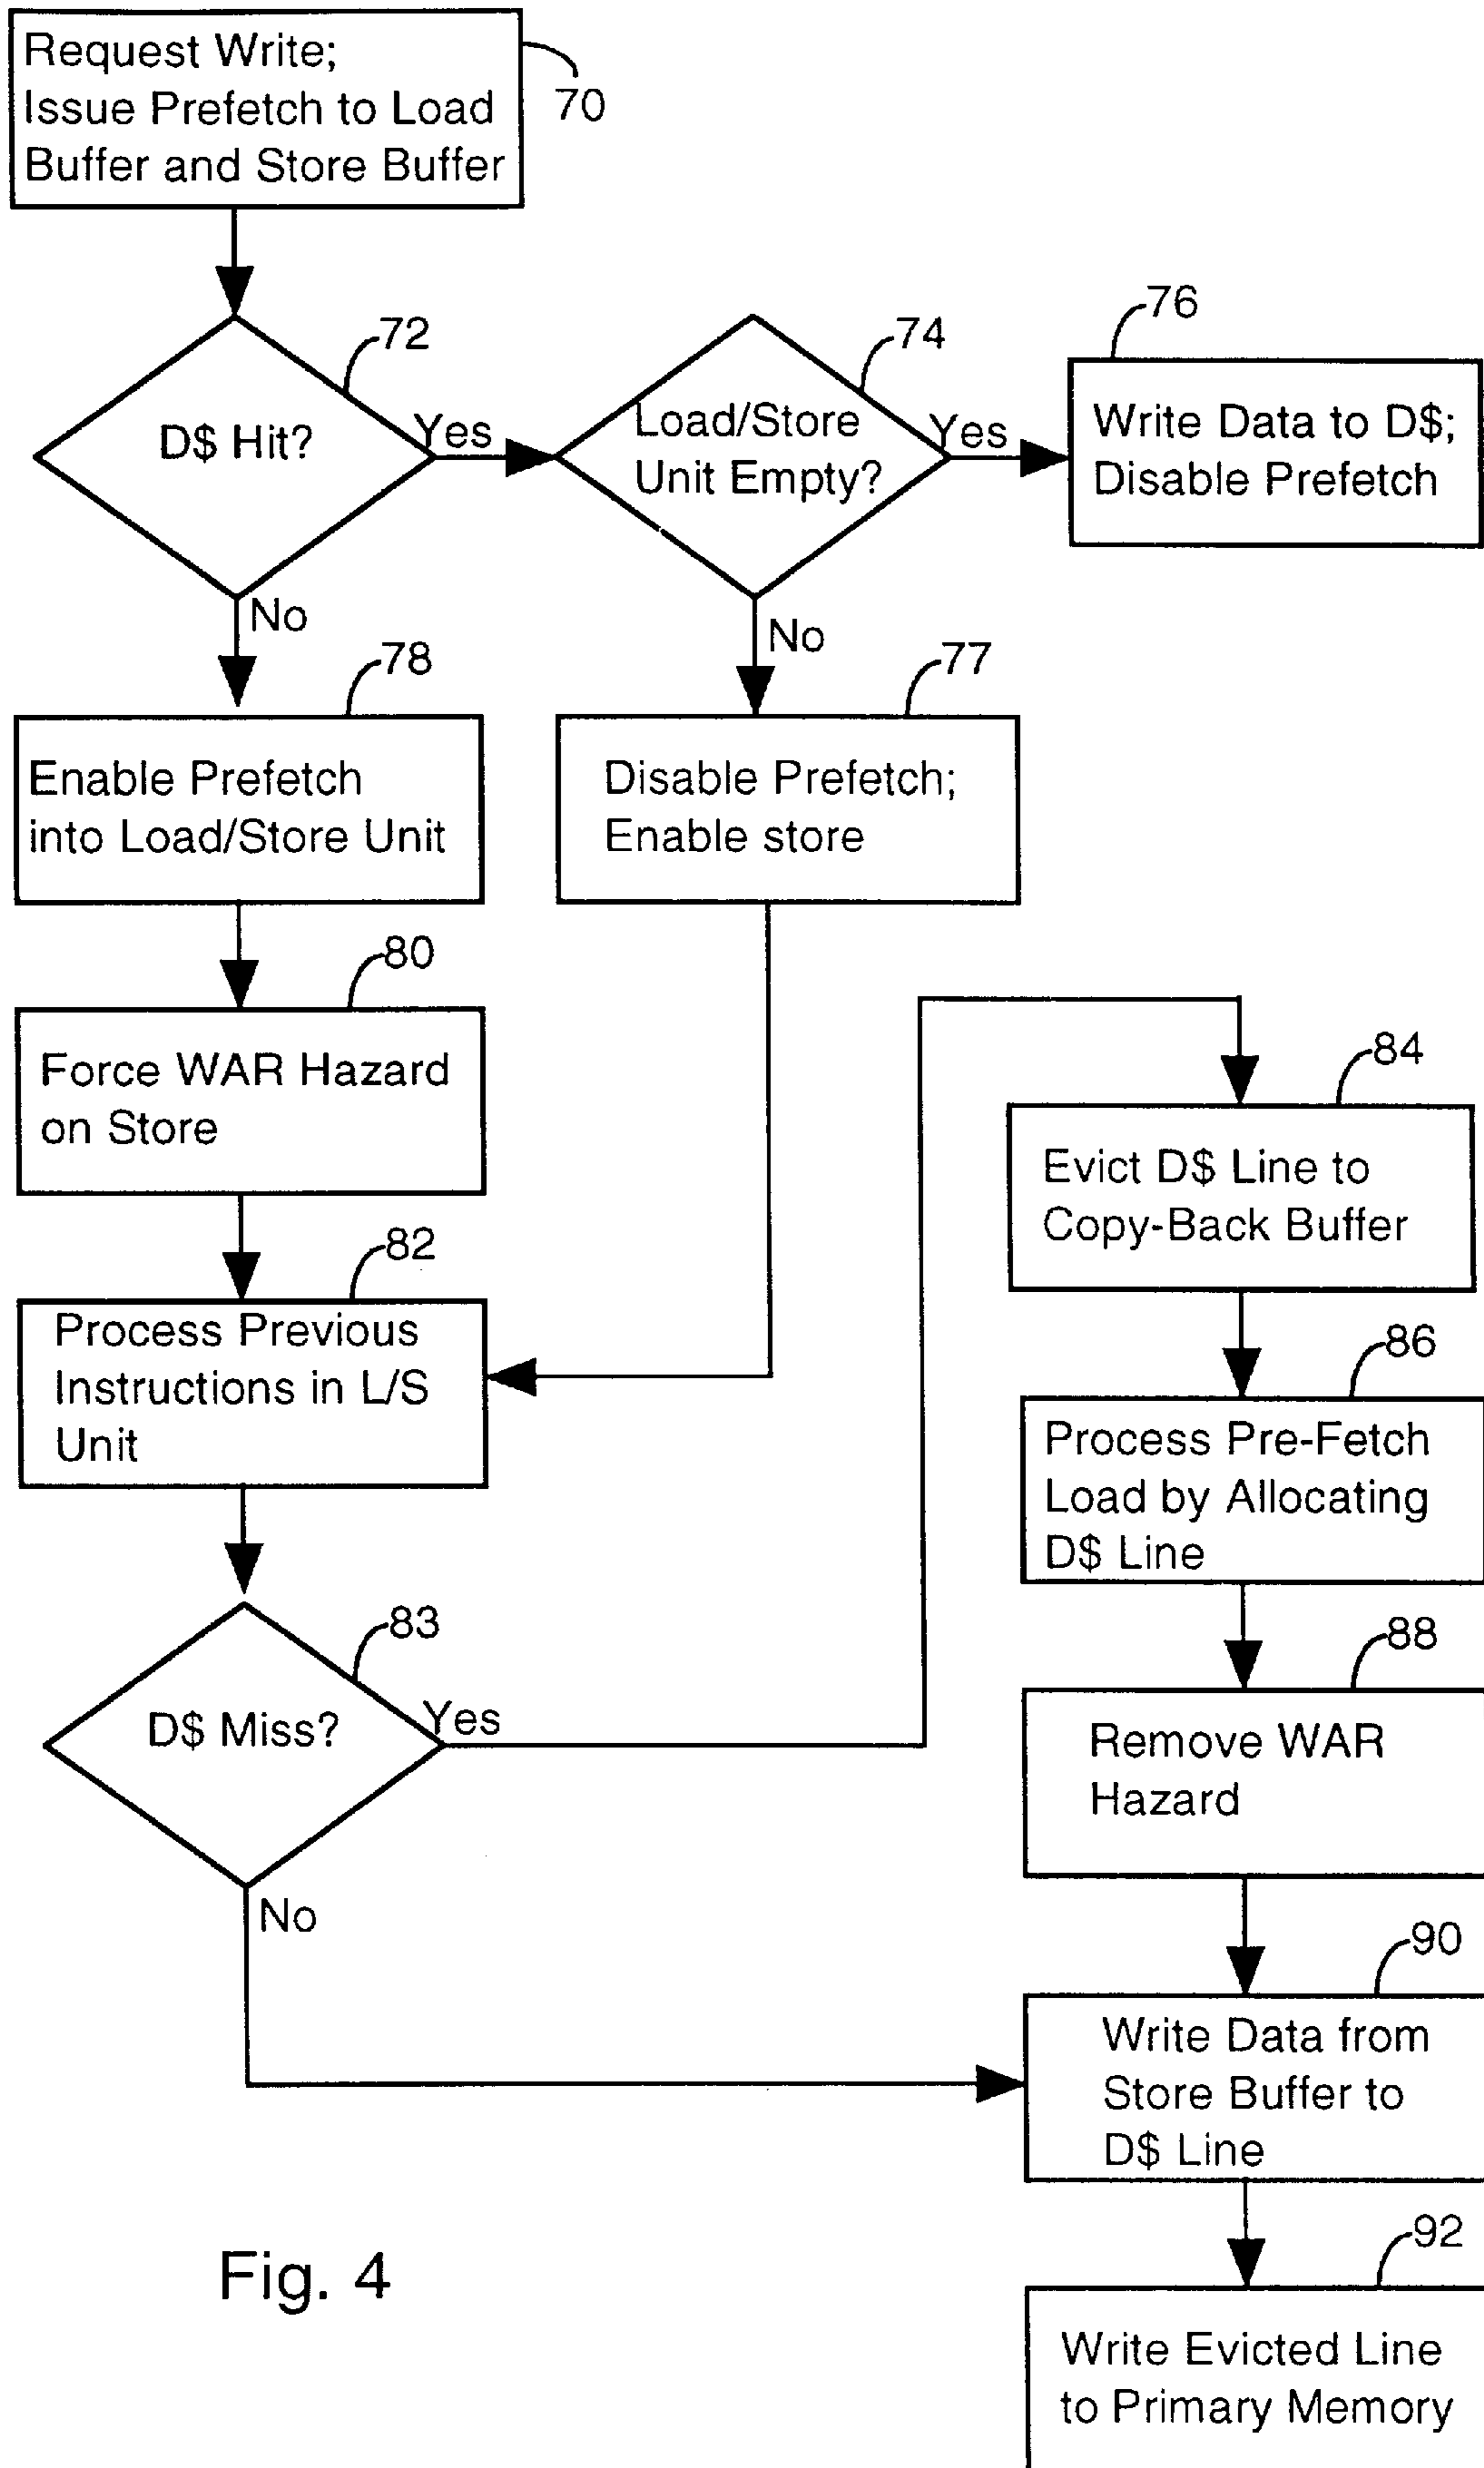 Request Write;
Issue Prefetch to Load
Buffer and Store Buffer
70
72
D$ Hit?
Yes
74
Load/Store
Unit Empty?
Yes
76
Write Data to D$;
Disable Prefetch
No
No
78
Enable Prefetch
into Load/Store Unit
77
Disable Prefetch;
Enable store
80
Force WAR Hazard
on Store
82
Process Previous
Instructions in L/S
Unit
83
D$ Miss?
Yes
No
84
Evict D$ Line to
Copy-Back Buffer
86
Process Pre-Fetch
Load by Allocating
D$ Line
88
Remove WAR
Hazard
90
Write Data from
Store Buffer to
D$ Line
92
Write Evicted Line
to Primary Memory
Fig. 4